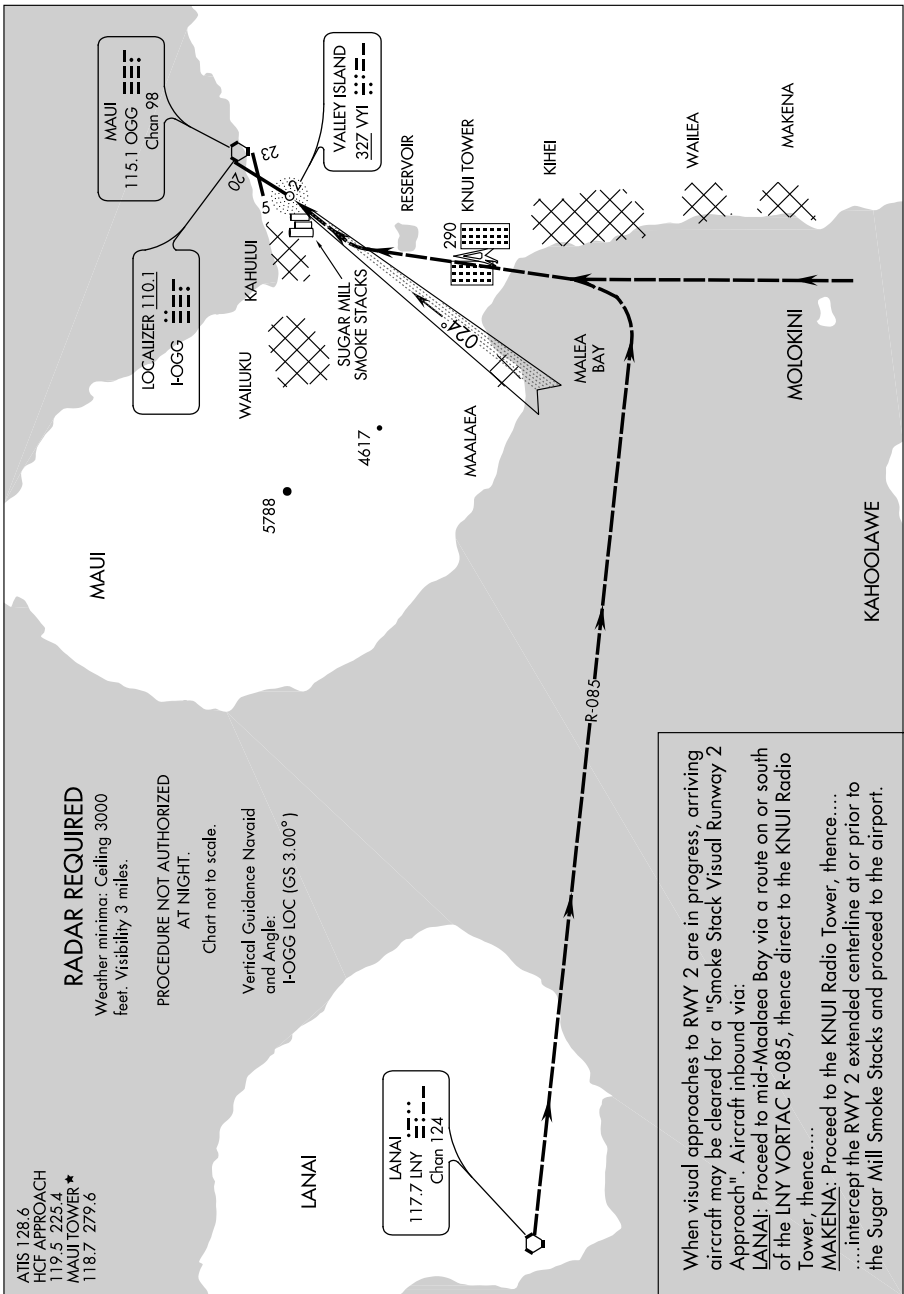 ATIS 128.6
HCF APPROACH
119.5 225.4
MAUI TOWER★
118.7 279.6
RADAR REQUIRED
Weather minima: Ceiling 3000
feet. Visibility 3 miles.
PROCEDURE NOT AUTHORIZED
AT NIGHT.
Chart not to scale.
Vertical Guidance Navaid
and Angle:
I-OGG LOC (GS 3.00°)
MAUI
5788
4617
LOCALIZER 110.1
I-OGG
MAUI
115.1 OGG
Chan 98
VALLEY ISLAND
327 VYI
20
23
5
2
KAHULUI
WAILUKU
SUGAR MILL
SMOKE STACKS
RESERVOIR
KNUI TOWER
290
024°
MAALAEA
MALEA
BAY
KIHEI
WAILEA
MAKENA
MOLOKINI
KAHOOLAWE
R-085
LANAI
LANAI
117.7 LNY
Chan 124
When visual approaches to RWY 2 are in progress, arriving
aircraft may be cleared for a "Smoke Stack Visual Runway 2
Approach". Aircraft inbound via:
LANAI: Proceed to mid-Maalaea Bay via a route on or south
of the LNY VORTAC R-085, thence direct to the KNUI Radio
Tower, thence....
MAKENA: Proceed to the KNUI Radio Tower, thence....
....intercept the RWY 2 extended centerline at or prior to
the Sugar Mill Smoke Stacks and proceed to the airport.